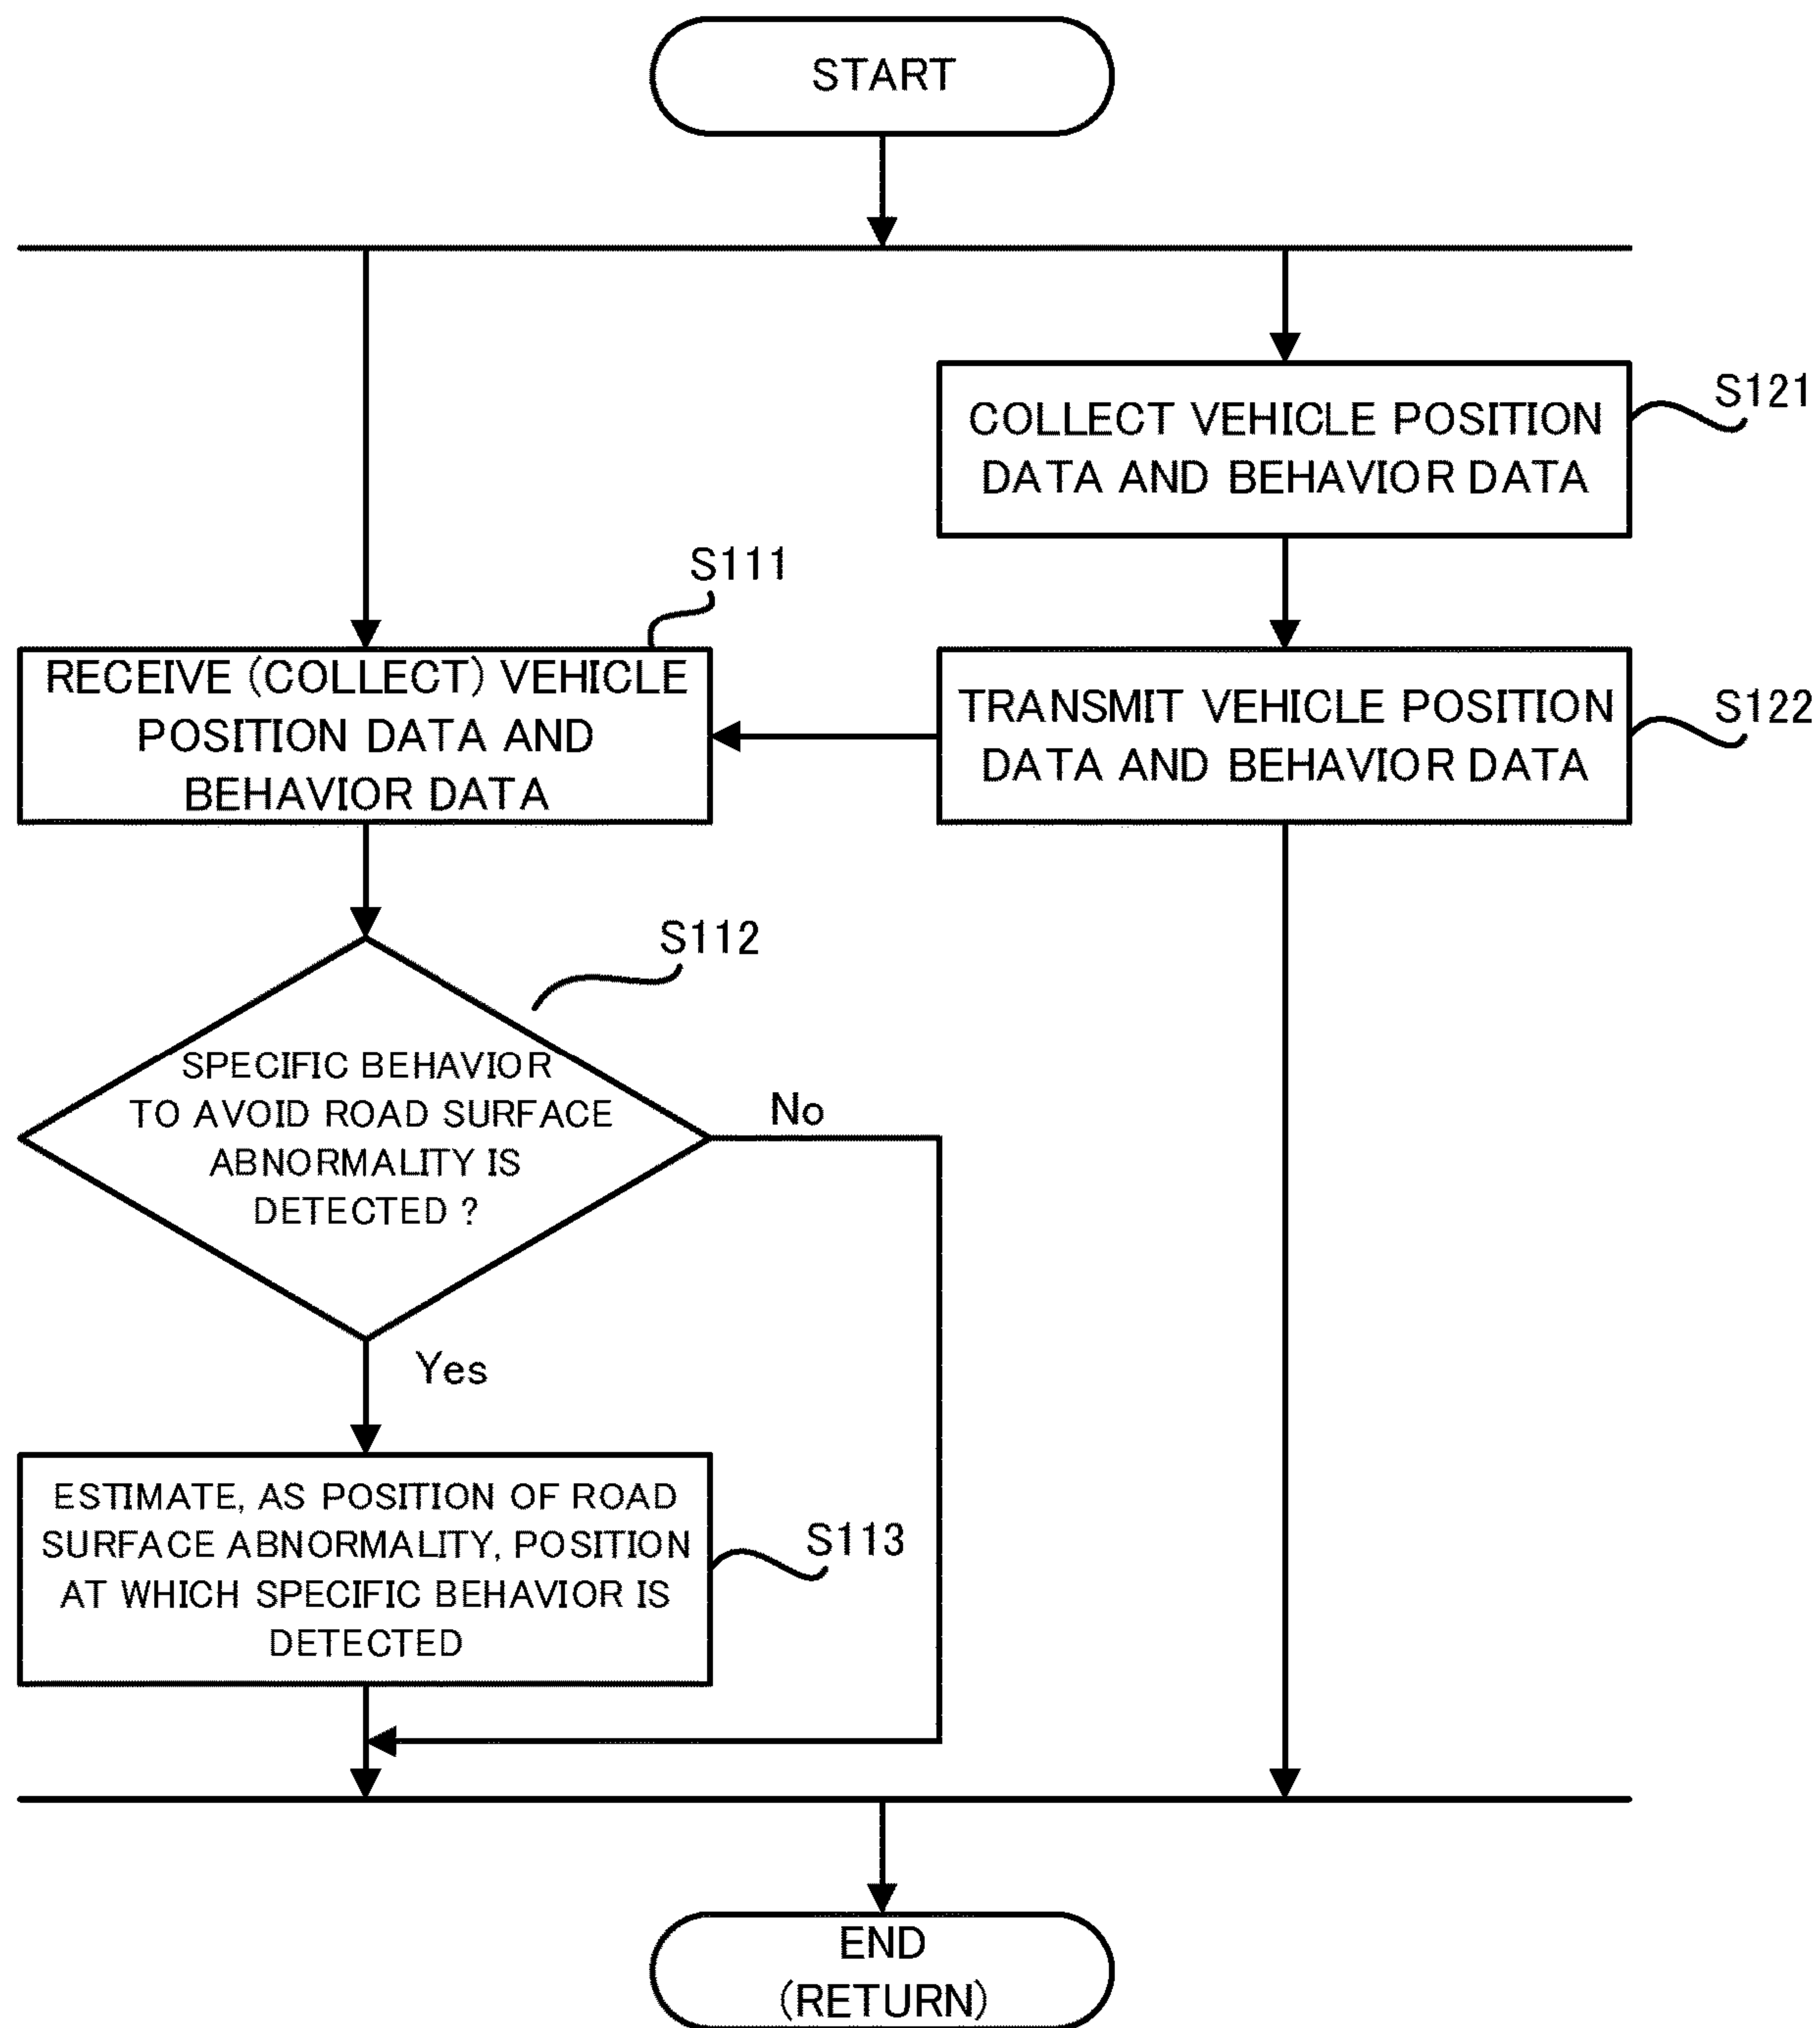 START
COLLECT VEHICLE POSITION
DATA AND BEHAVIOR DATA
S121
S111
RECEIVE (COLLECT) VEHICLE
POSITION DATA AND
BEHAVIOR DATA
TRANSMIT VEHICLE POSITION
DATA AND BEHAVIOR DATA
S122
S112
SPECIFIC BEHAVIOR
TO AVOID ROAD SURFACE
ABNORMALITY IS
DETECTED ?
No
Yes
ESTIMATE, AS POSITION OF ROAD
SURFACE ABNORMALITY, POSITION
AT WHICH SPECIFIC BEHAVIOR IS
DETECTED
S113
END
(RETURN)